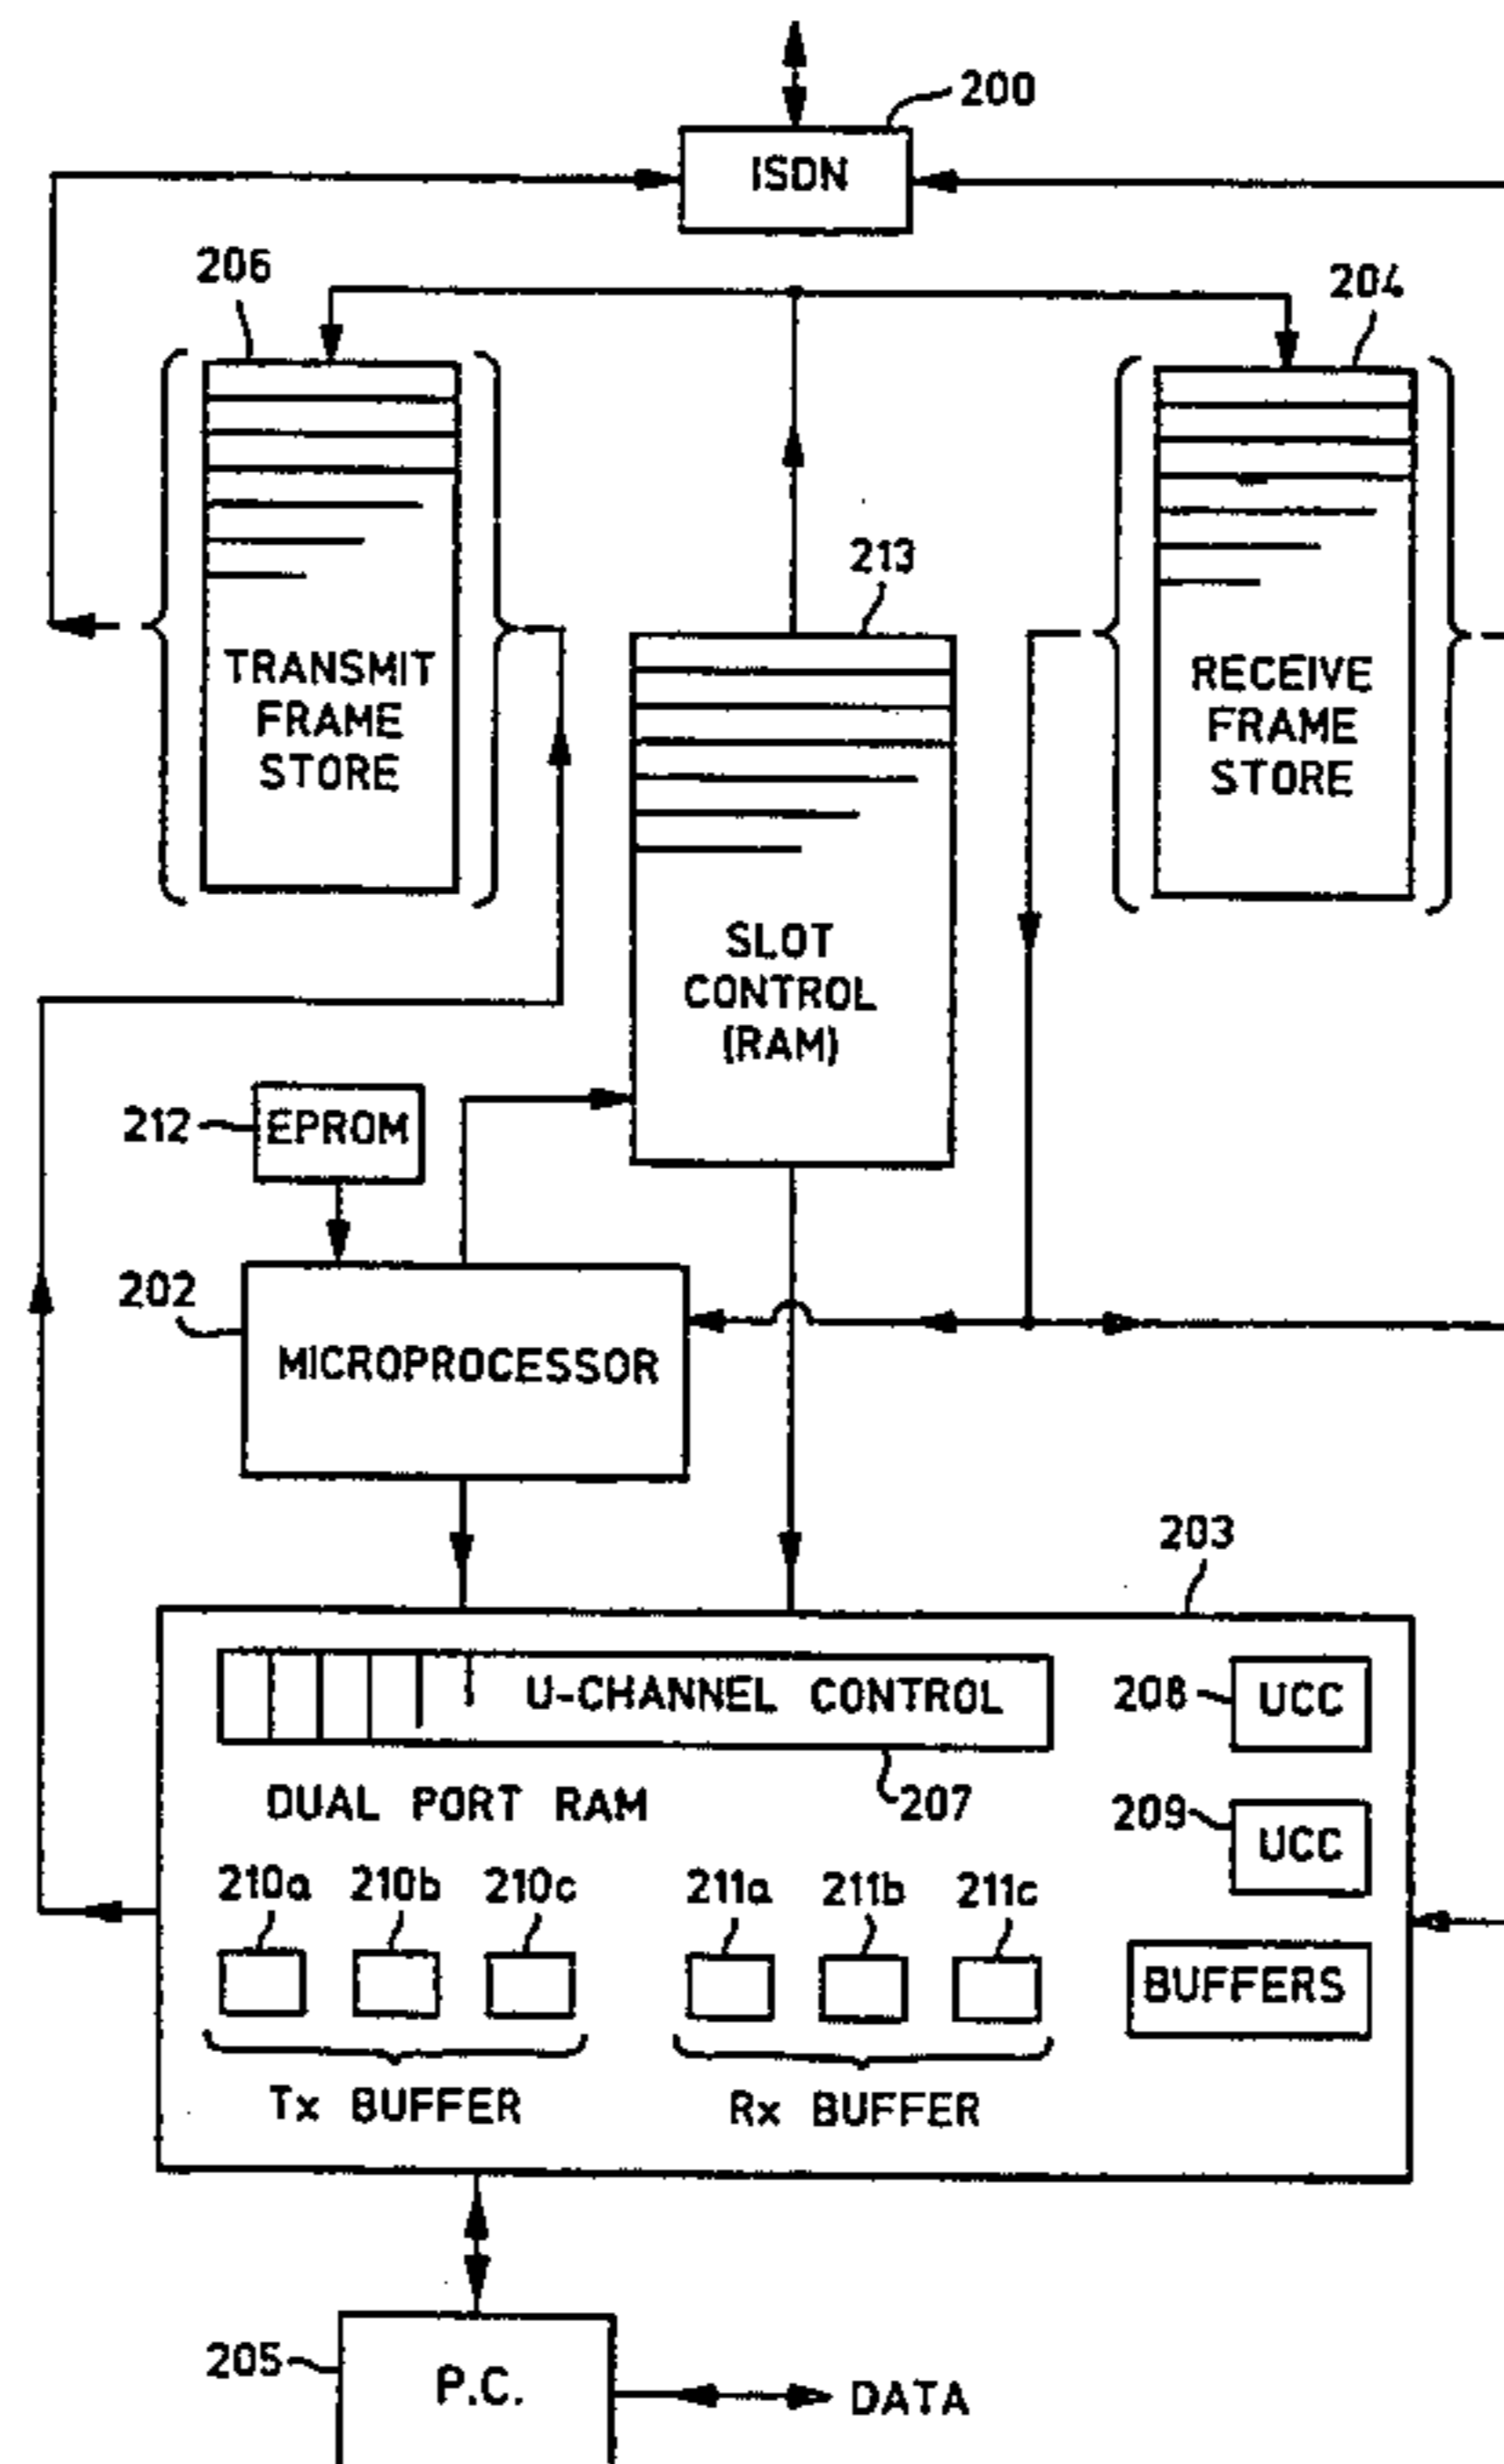 200
ISDN
206
204
213
TRANSMIT
FRAME
STORE
RECEIVE
FRAME
STORE
SLOT
CONTROL
(RAM)
212
EPROM
202
MICROPROCESSOR
203
U-CHANNEL CONTROL
208
UCC
DUAL PORT RAM
207
209
UCC
210a 210b 210c 211a 211b 211c
BUFFERS
Tx BUFFER
Rx BUFFER
205
P.C.
DATA